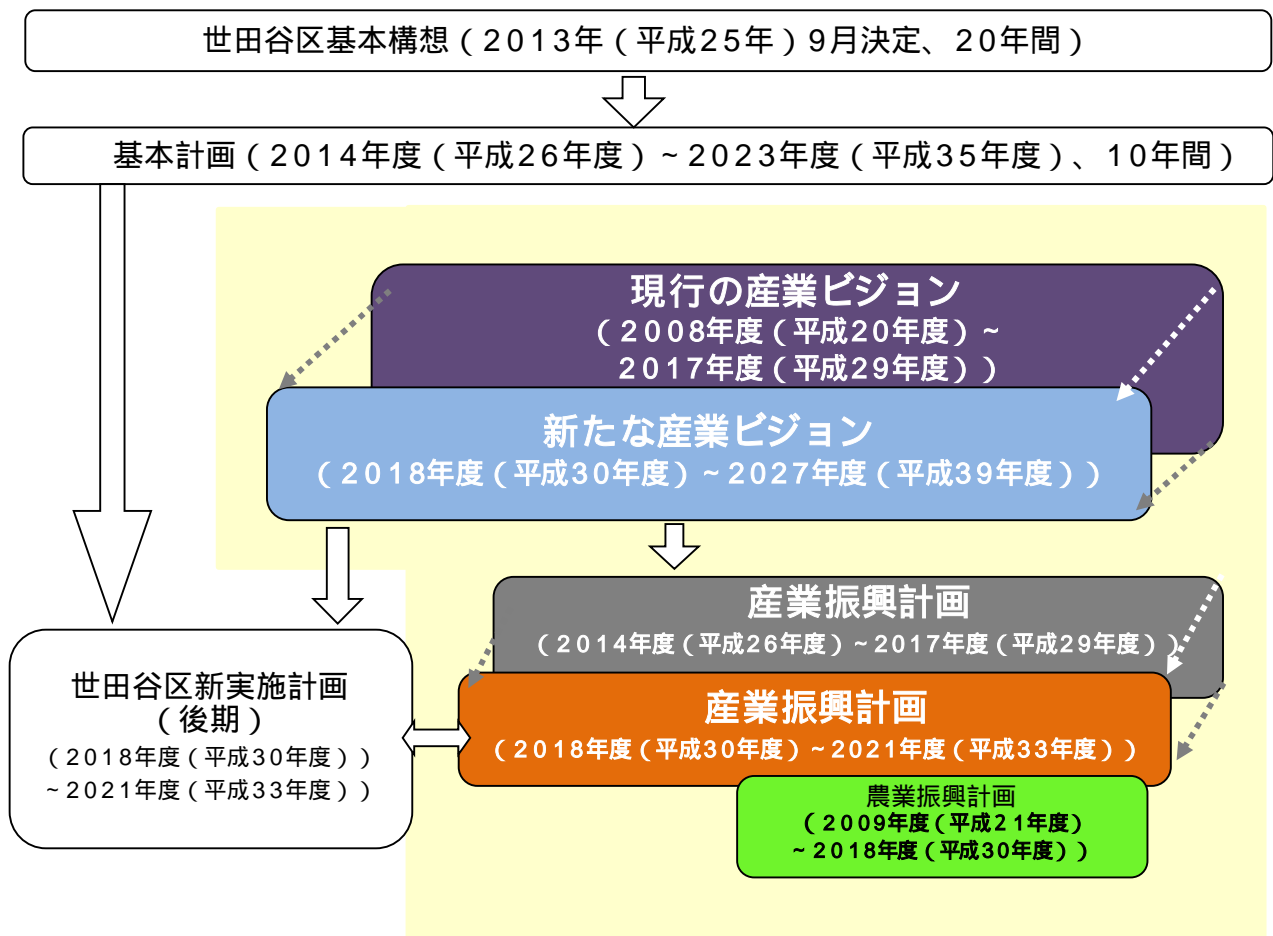 世田谷区基本構想（2013年（平成25年）9月決定、20年間）
基本計画（2014年度（平成26年度）~2023年度（平成35年度）、10年間）
現行の産業ビジョン
（2008年度（平成20年度）~
2017年度（平成29年度））
新たな産業ビジョン
（2018年度（平成30年度）~2027年度（平成39年度））
産業振興計画
（2014年度（平成26年度）~2017年度（平成29年度））
世田谷区新実施計画
（後期）
（2018年度（平成30年度））
~2021年度（平成33年度））
産業振興計画
（2018年度（平成30年度）~2021年度（平成33年度））
農業振興計画
（2009年度（平成21年度）
~2018年度（平成30年度））